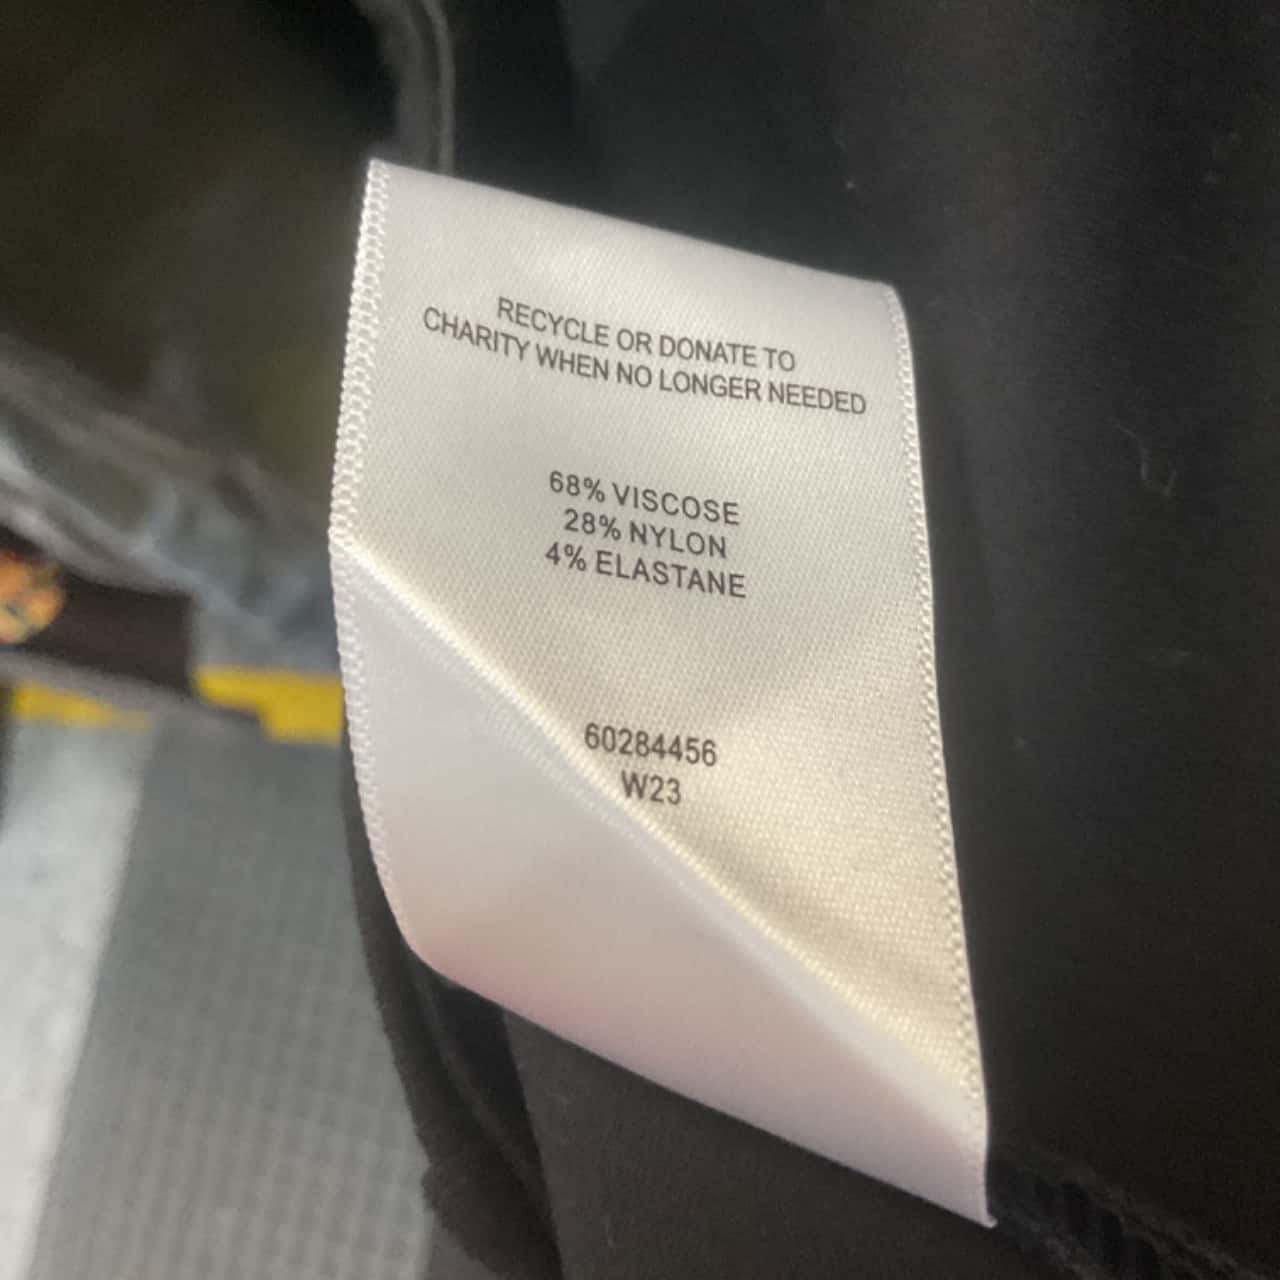 RECYCLE OR DONATE TO
CHARITY WHEN NO LONGER NEEDED
68% VISCOSE
28% NYLON
4% ELASTANE
60284456
W23